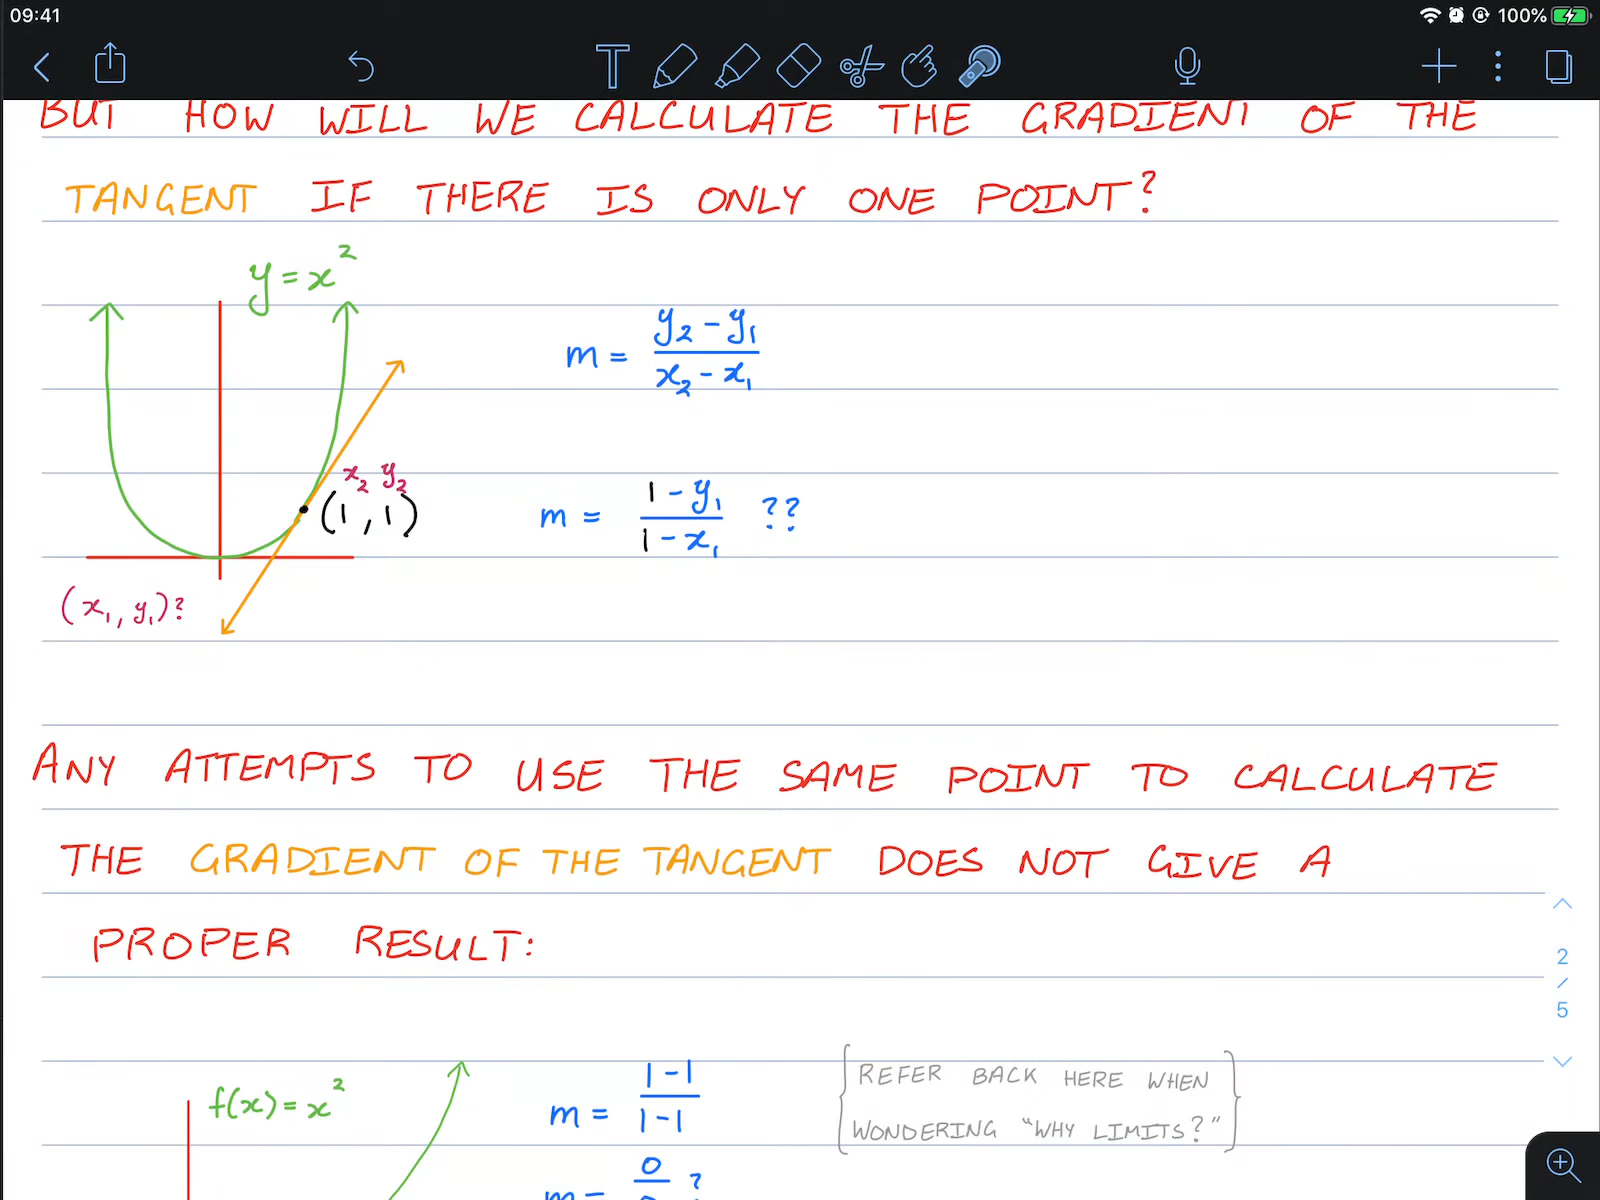 09:41
100%
BUT HOW WILL WE CALCULATE THE GRADIENT OF THE
TANGENT IF THERE IS ONLY ONE POINT?
y = x²
m = (y₂ - y₁)/(x₂ - x₁)
x₂ y₂
(1, 1)
m = (1 - y₁)/(1 - x₁) ??
(x₁, y₁)?
ANY ATTEMPTS TO USE THE SAME POINT TO CALCULATE
THE GRADIENT OF THE TANGENT DOES NOT GIVE A
PROPER RESULT:
2
/
5
f(x) = x²
m = (1-1)/(1-1)
{REFER BACK HERE WHEN
WONDERING "WHY LIMITS?"}
m = 0/0 ?